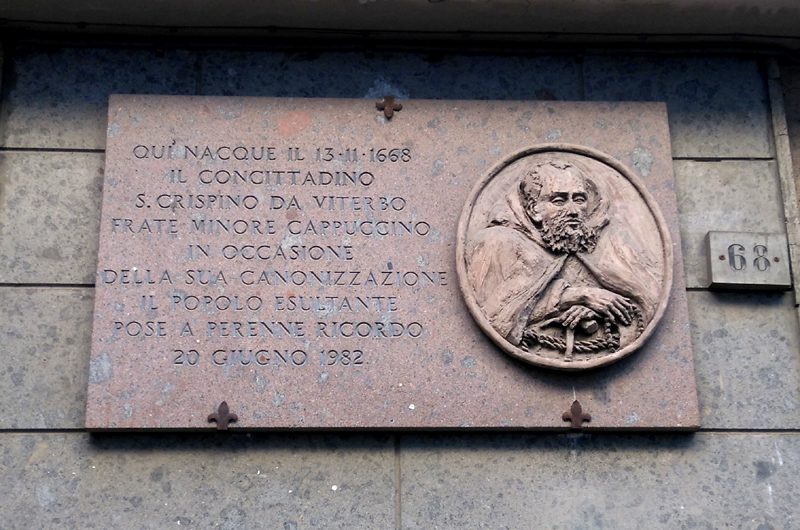 QUI' NACQUE IL 13·11·1668
IL CONCITTADINO
S. CRISPINO DA VITERBO
FRATE MINORE CAPPUCCINO
IN OCCASIONE
DELLA SUA CANONIZZAZIONE
IL POPOLO ESULTANTE
POSE A PERENNE RICORDO
20 GIUGNO 1982
68